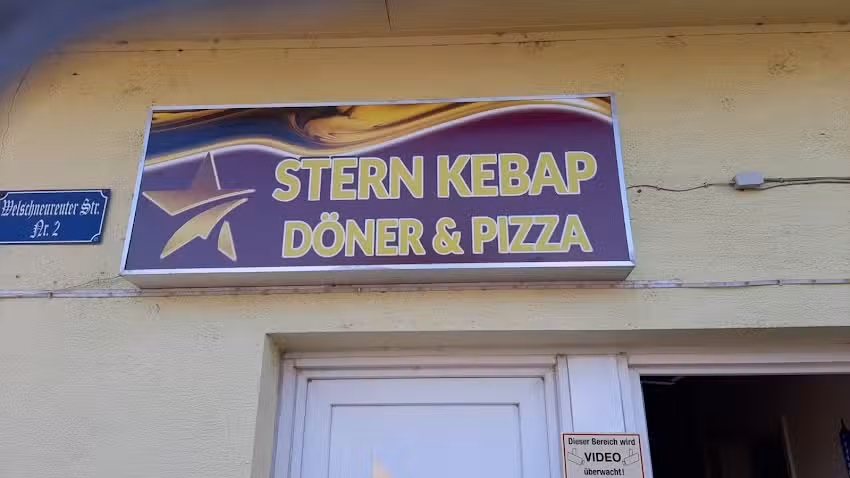 Welschneureuter Str.
Nr. 2
STERN KEBAP
DÖNER & PIZZA
Dieser Bereich wird
VIDEO
überwacht!